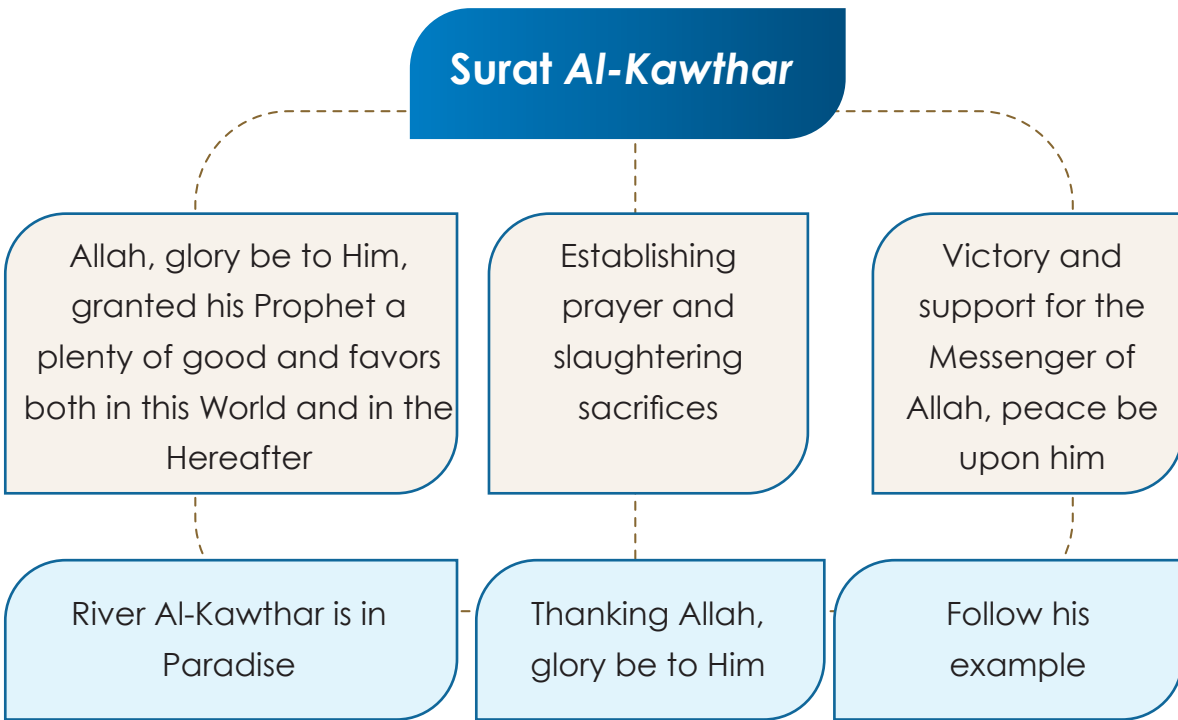 Surat Al-Kawthar
Allah, glory be to Him,
granted his Prophet a
plenty of good and favors
both in this World and in the
Hereafter
Establishing
prayer and
slaughtering
sacrifices
Victory and
support for the
Messenger of
Allah, peace be
upon him
River Al-Kawthar is in
Paradise
Thanking Allah,
glory be to Him
Follow his
example